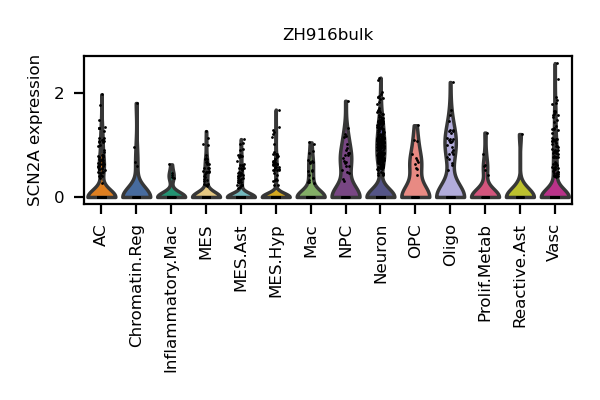 ZH916bulk
SCN2A expression
2
0
AC
Chromatin.Reg
Inflammatory.Mac
MES
MES.Ast
MES.Hyp
Mac
NPC
Neuron
OPC
Oligo
Prolif.Metab
Reactive.Ast
Vasc